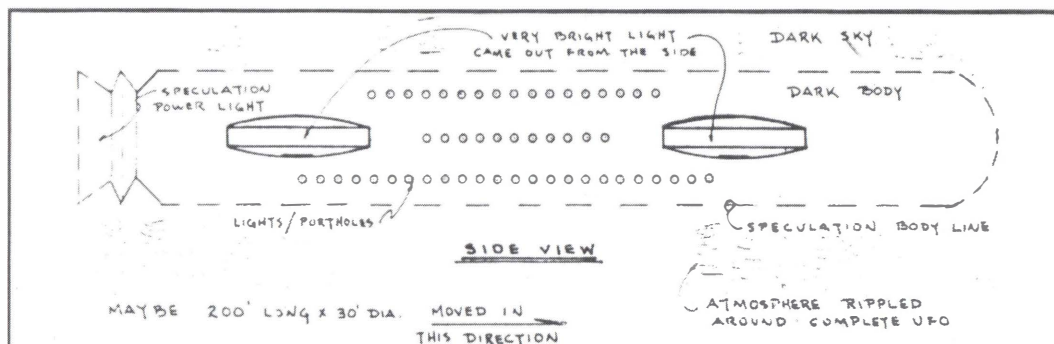 VERY BRIGHT LIGHT
CAME OUT FROM THE SIDE
DARK SKY
SPECULATION
POWER LIGHT
DARK BODY
LIGHTS/PORTHOLES
SPECULATION BODY LINE
SIDE VIEW
MAYBE 200' LONG x 30' DIA.
MOVED IN
THIS DIRECTION
ATMOSPHERE RIPPLED
AROUND COMPLETE UFO